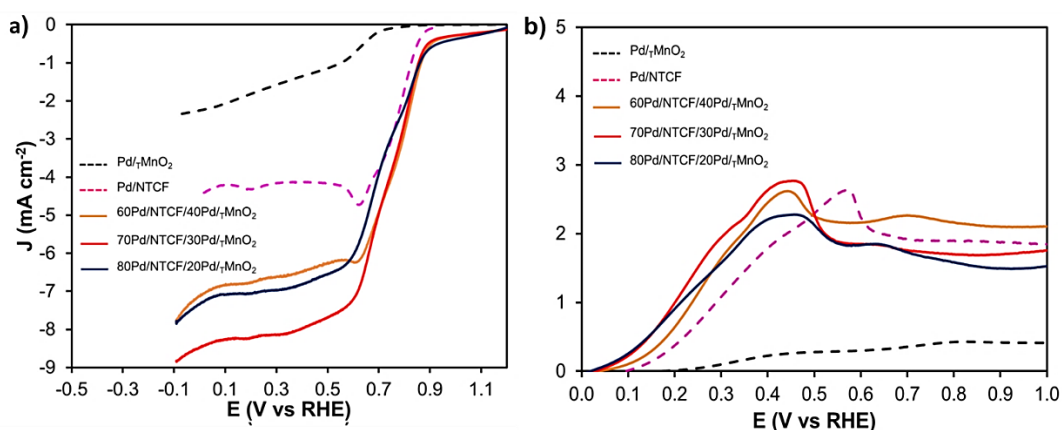 a)
0
-1
-2
-3
-4
-5
-6
-7
-8
-9
J (mA cm-2)
Pd/TMnO2
Pd/NTCF
60Pd/NTCF/40Pd/TMnO2
70Pd/NTCF/30Pd/TMnO2
80Pd/NTCF/20Pd/TMnO2
-0.5 -0.3 -0.1 0.1 0.3 0.5 0.7 0.9 1.1
E (V vs RHE)
b)
5
4
3
2
1
0
Pd/TMnO2
Pd/NTCF
60Pd/NTCF/40Pd/TMnO2
70Pd/NTCF/30Pd/TMnO2
80Pd/NTCF/20Pd/TMnO2
0.0 0.1 0.2 0.3 0.4 0.5 0.6 0.7 0.8 0.9 1.0
E (V vs RHE)